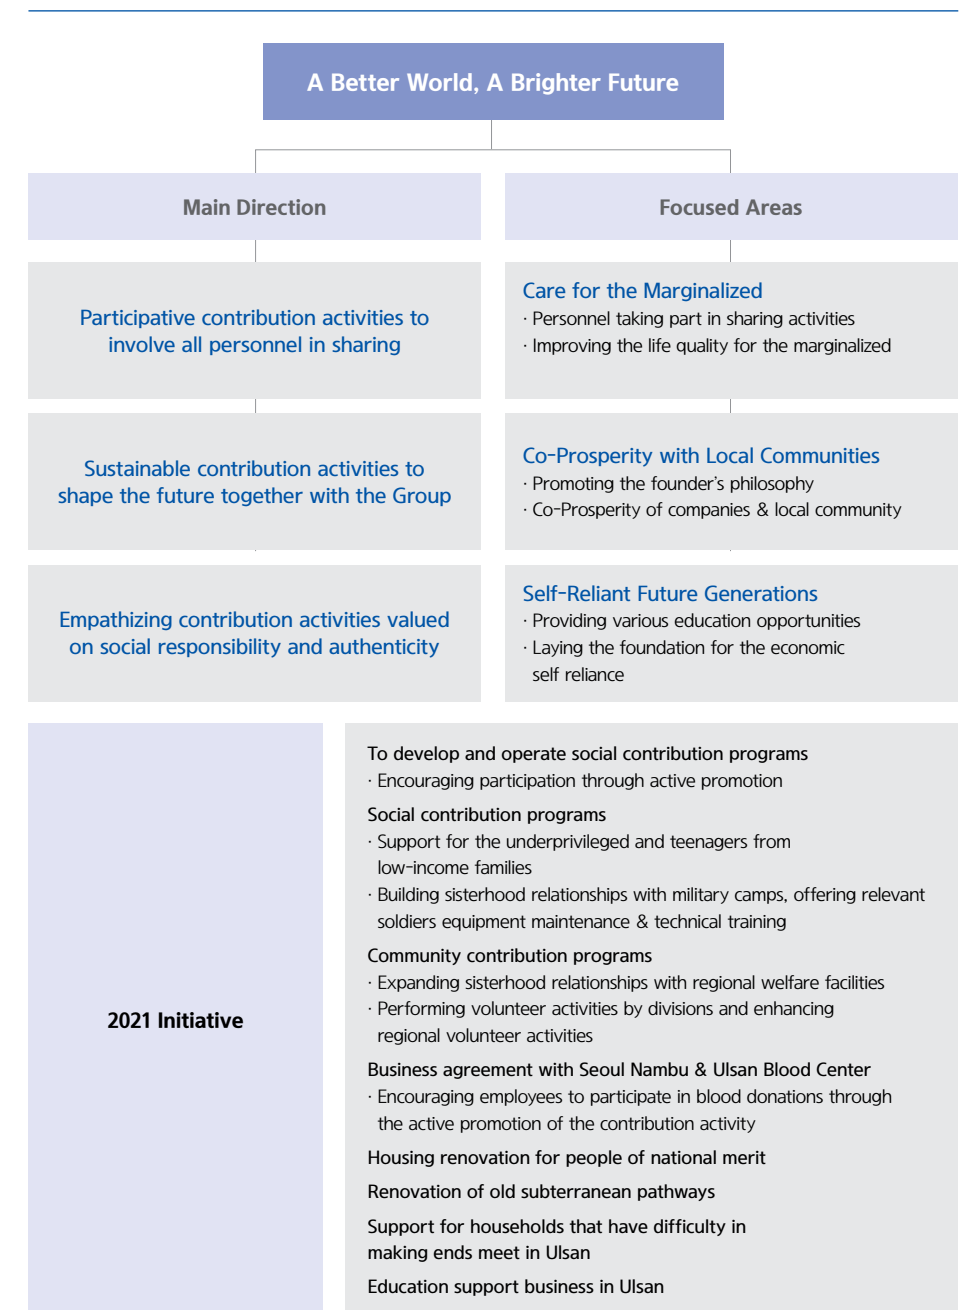 A Better World, A Brighter Future
Main Direction
Focused Areas
Participative contribution activities to
involve all personnel in sharing
Care for the Marginalized
· Personnel taking part in sharing activities
· Improving the life quality for the marginalized
Sustainable contribution activities to
shape the future together with the Group
Co-Prosperity with Local Communities
· Promoting the founder's philosophy
· Co-Prosperity of companies & local community
Empathizing contribution activities valued
on social responsibility and authenticity
Self-Reliant Future Generations
· Providing various education opportunities
· Laying the foundation for the economic
self reliance
2021 Initiative
To develop and operate social contribution programs
· Encouraging participation through active promotion
Social contribution programs
· Support for the underprivileged and teenagers from
low-income families
· Building sisterhood relationships with military camps, offering relevant
soldiers equipment maintenance & technical training
Community contribution programs
· Expanding sisterhood relationships with regional welfare facilities
· Performing volunteer activities by divisions and enhancing
regional volunteer activities
Business agreement with Seoul Nambu & Ulsan Blood Center
· Encouraging employees to participate in blood donations through
the active promotion of the contribution activity
Housing renovation for people of national merit
Renovation of old subterranean pathways
Support for households that have difficulty in
making ends meet in Ulsan
Education support business in Ulsan